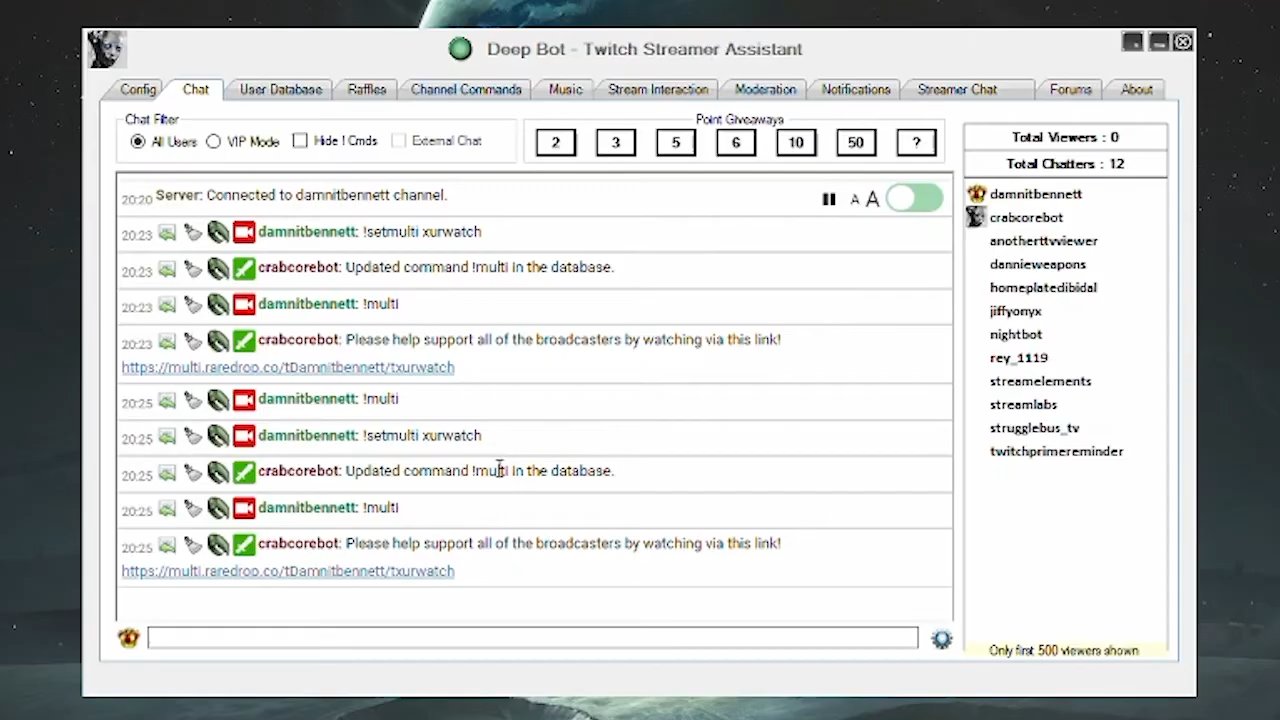 Deep Bot - Twitch Streamer Assistant
Config Chat User Database Raffles Channel Commands Music Stream Interaction Moderation Notifications Streamer Chat Forums About
Chat Filter
All Users VIP Mode Hide ! Cmds External Chat
Point Giveaways
2 3 5 6 10 50 ?
Total Viewers : 0
Total Chatters : 12
20:20 Server: Connected to damnitbennett channel.
A A
20:23 damnitbennett: !setmulti xurwatch
20:23 crabcorebot: Updated command !multi in the database.
20:23 damnitbennett: !multi
20:23 crabcorebot: Please help support all of the broadcasters by watching via this link!
https://multi.raredrop.co/tDamnitbennett/txurwatch
20:25 damnitbennett: !multi
20:25 damnitbennett: !setmulti xurwatch
20:25 crabcorebot: Updated command !multi in the database.
20:25 damnitbennett: !multi
20:25 crabcorebot: Please help support all of the broadcasters by watching via this link!
https://multi.raredrop.co/tDamnitbennett/txurwatch
damnitbennett
crabcorebot
anotherttvviewer
dannieweapons
homeplatedibidal
jiffyonyx
nightbot
rey_1119
streamelements
streamlabs
strugglebus_tv
twitchprimereminder
Only first 500 viewers shown